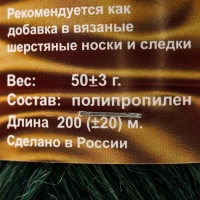 Рекомендуется как
добавка в вязаные
шерстяные носки и следки
Вес: 50±3 г.
Состав: полипропилен
Длина 200 (±20) м.
Сделано в России